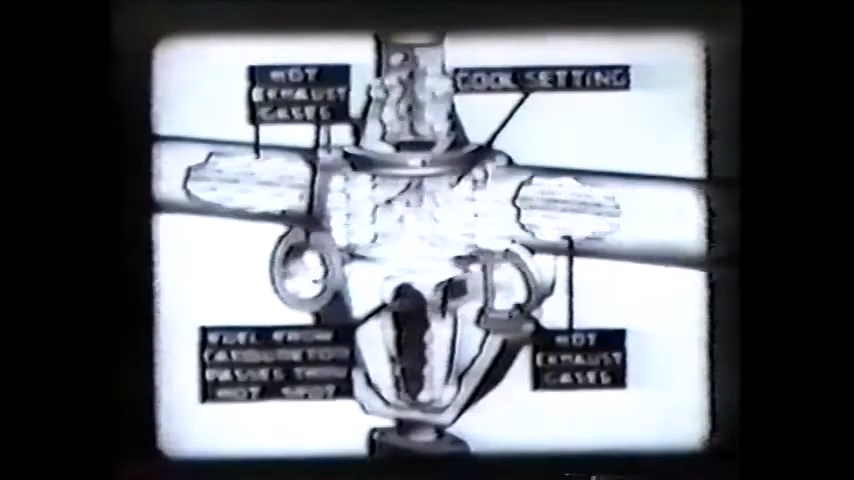 HOT
EXHAUST
GASES
COOL SETTING
FUEL FROM
CARBURETOR
PASSES THRU
HOT SPOT
HOT
EXHAUST
GASES